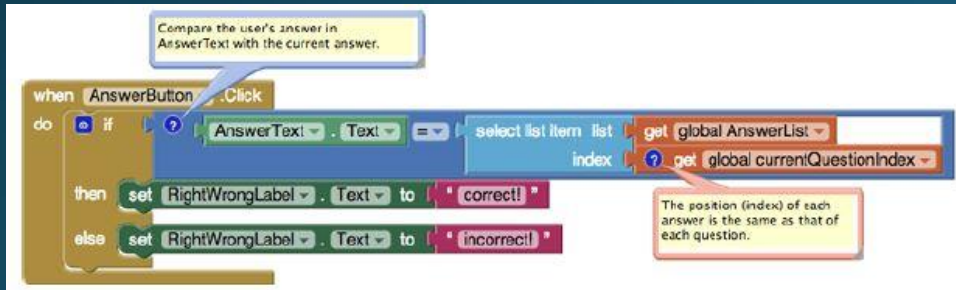 Compare the user's answer in
AnswerText with the current answer.
when AnswerButton .Click
do if ? AnswerText . Text = select list item list get global AnswerList
index ? get global currentQuestionIndex
then set RightWrongLabel . Text to " correct! "
The position (index) of each
answer is the same as that of
each question.
else set RightWrongLabel . Text to " incorrect! "